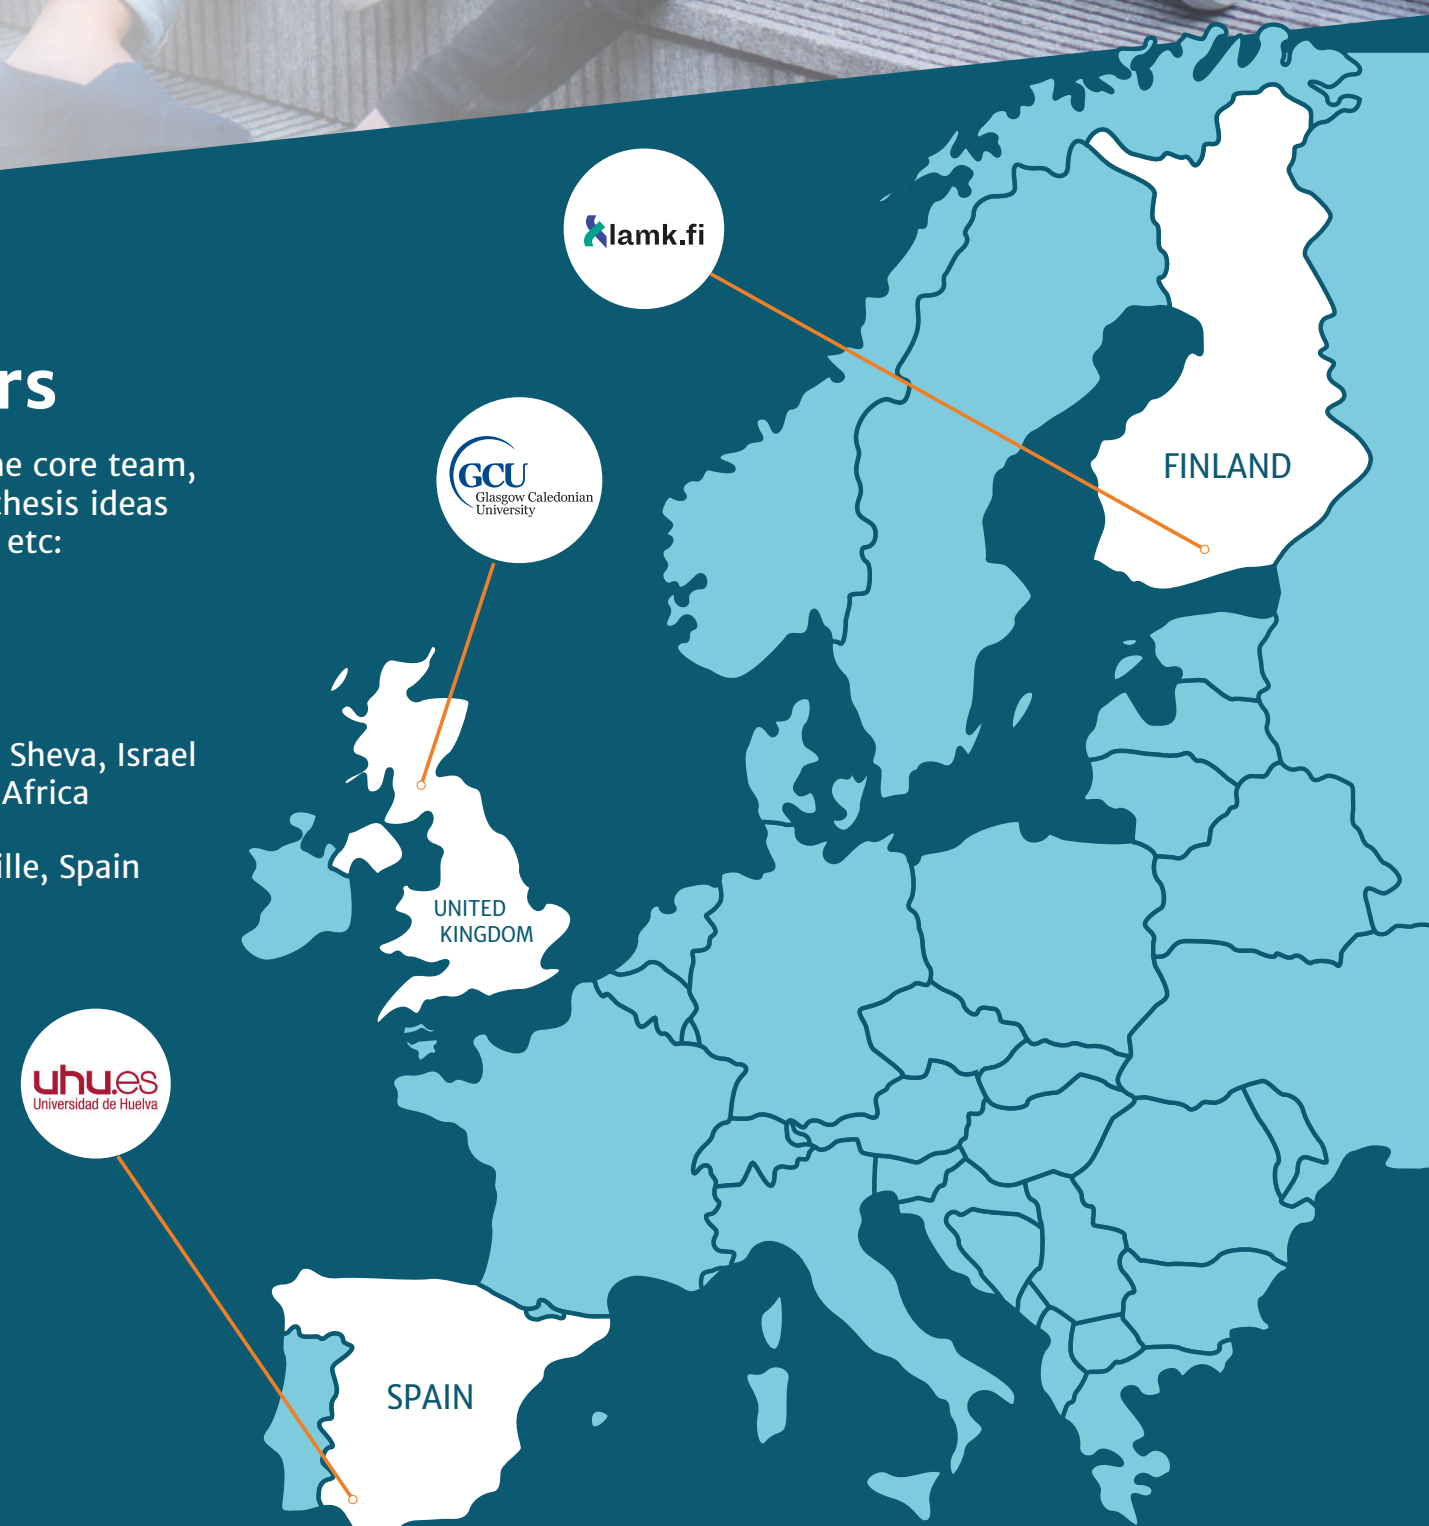 rs
ne core team,
thesis ideas
etc:
Sheva, Israel
Africa
ille, Spain
lamk.fi
GCU
Glasgow Caledonian
University
uhu.es
Universidad de Huelva
FINLAND
UNITED
KINGDOM
SPAIN